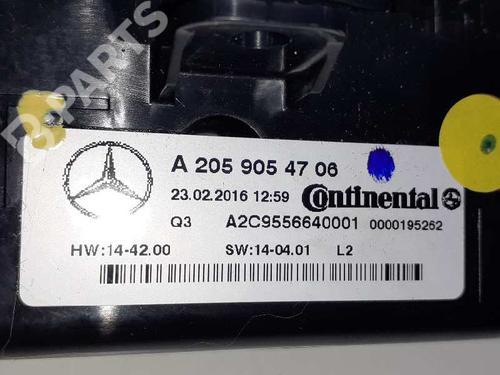 B-PARTS
A 205 905 47 06
23.02.2016 12:59 Continental
Q3 A2C9556640001 0000195262
HW:14-42.00 SW:14-04.01 L2